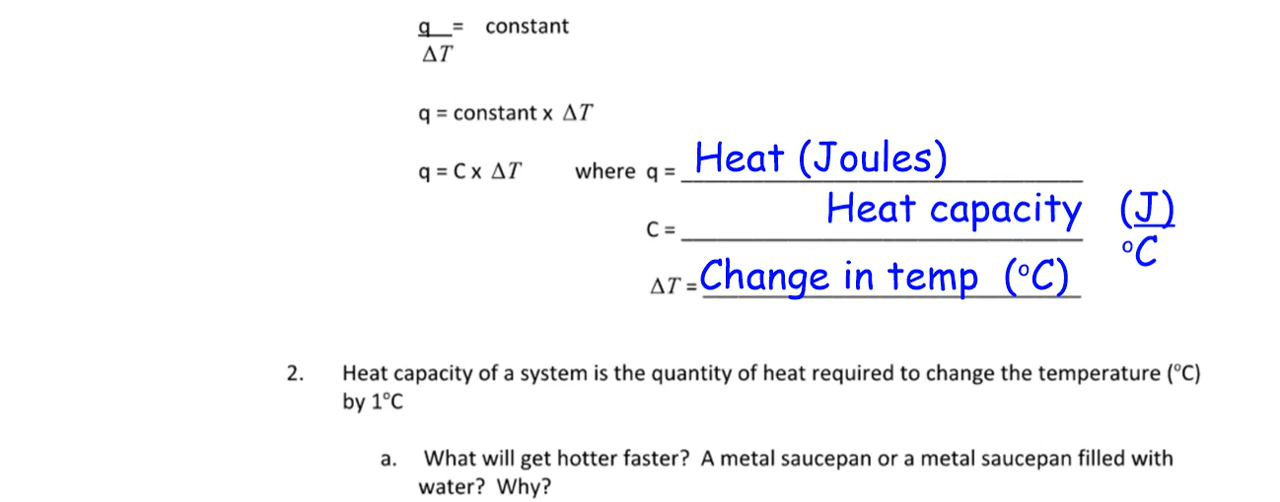 q = constant
ΔT
q = constant x ΔT
q = C x ΔT where q = Heat (Joules)
C = Heat capacity (J)
°C
ΔT = Change in temp (°C)
2. Heat capacity of a system is the quantity of heat required to change the temperature (°C)
by 1°C
a. What will get hotter faster? A metal saucepan or a metal saucepan filled with
water? Why?